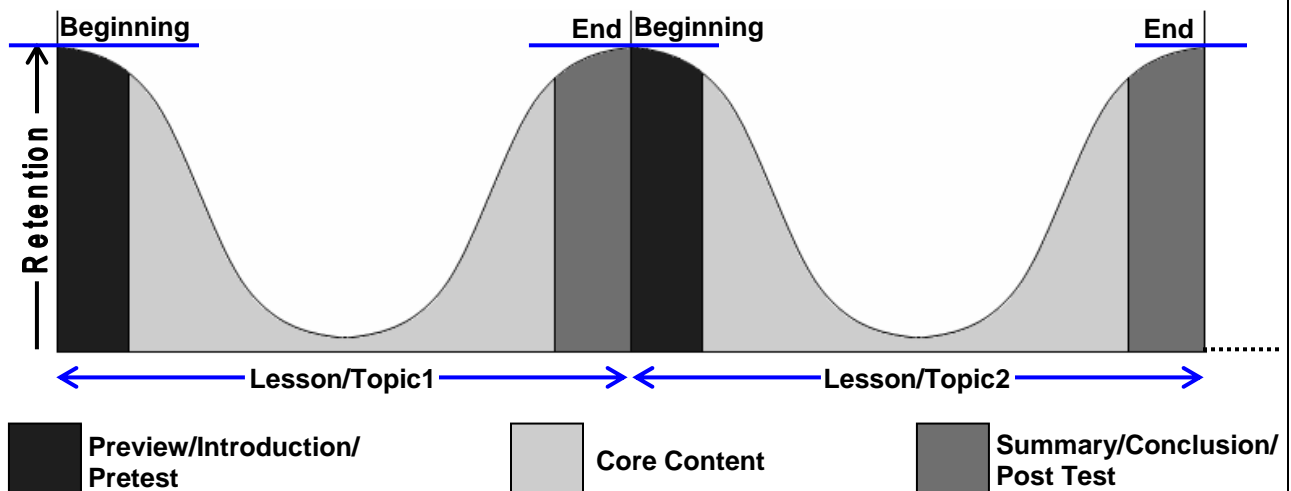 Beginning
End
Beginning
End
Retention
Lesson/Topic1
Lesson/Topic2
Preview/Introduction/
Pretest
Core Content
Summary/Conclusion/
Post Test